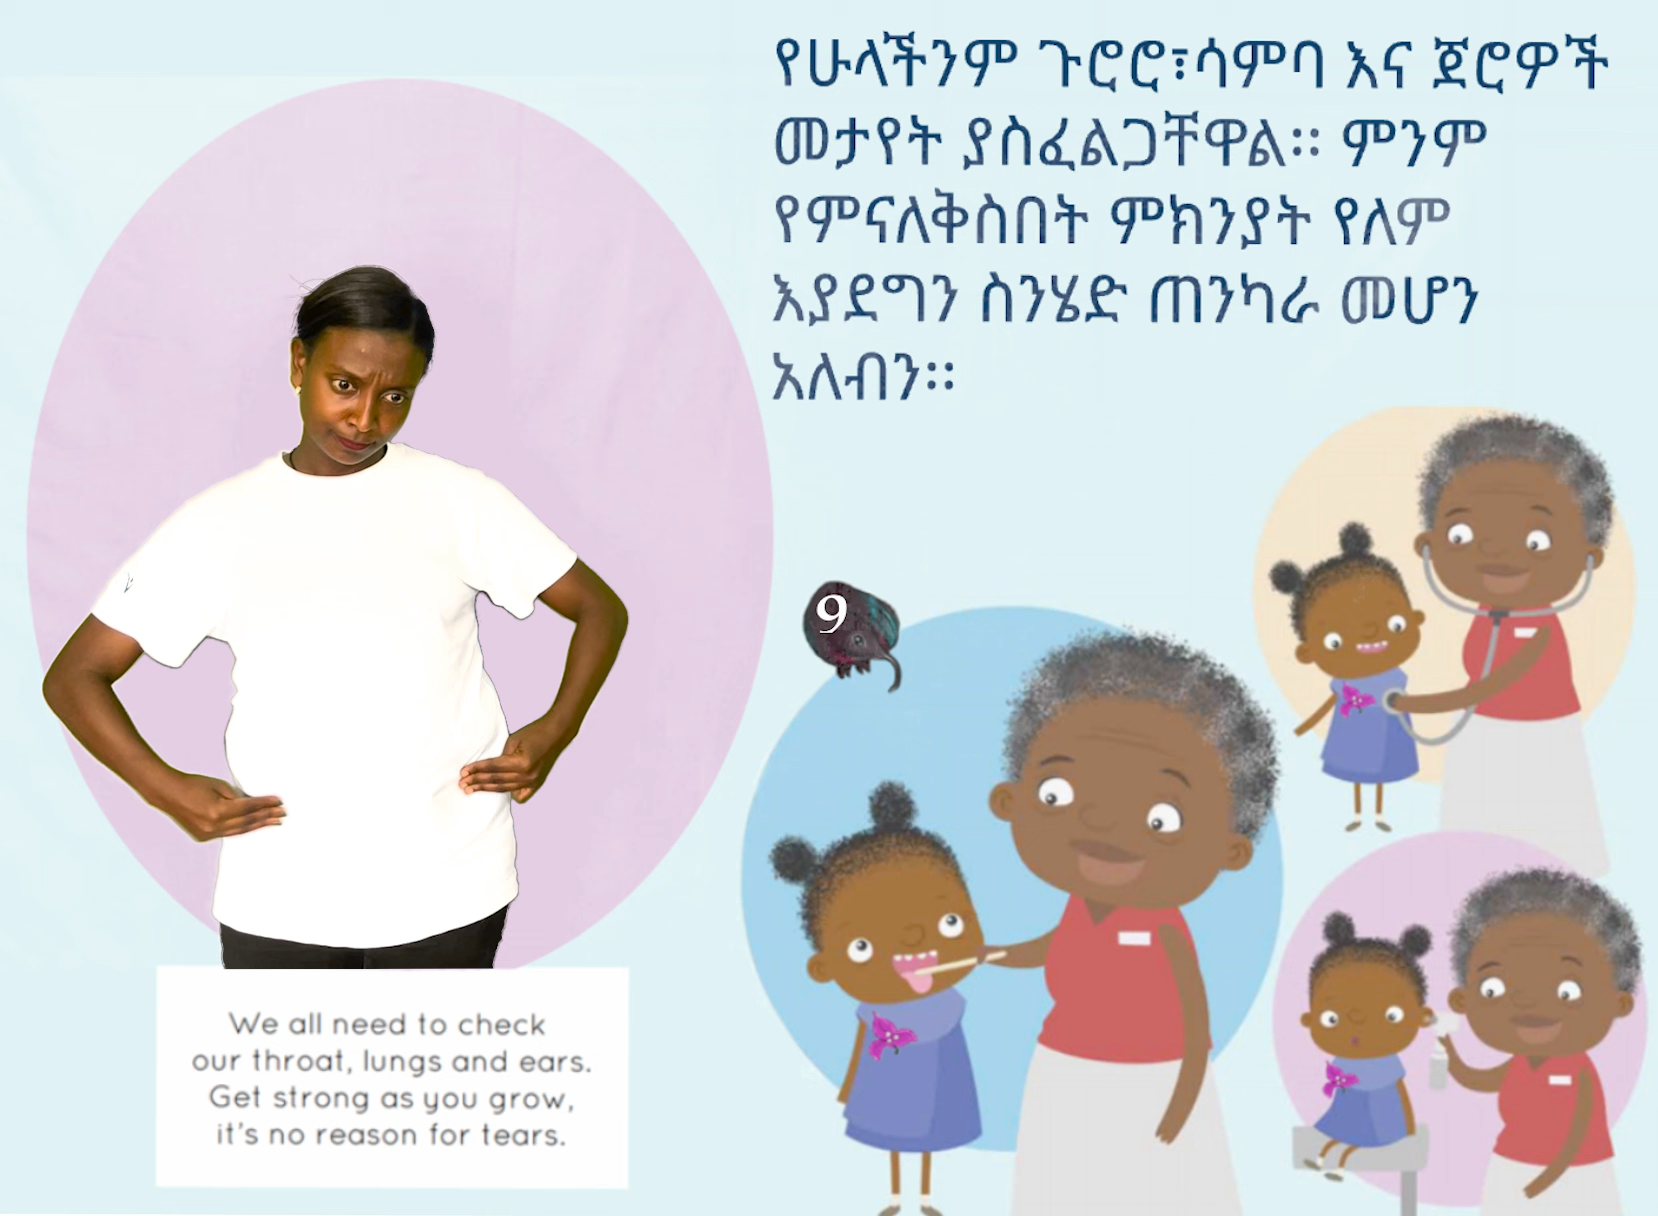 የሁላችንም ጉሮሮ፣ሳምባ እና ጀሮዎች
መታየት ያስፈልጋቸዋል። ምንም
የምናለቅስበት ምክንያት የለም
እያደግን ስንሄድ ጠንካራ መሆን
አለብን።
9
We all need to check
our throat, lungs and ears.
Get strong as you grow,
it's no reason for tears.